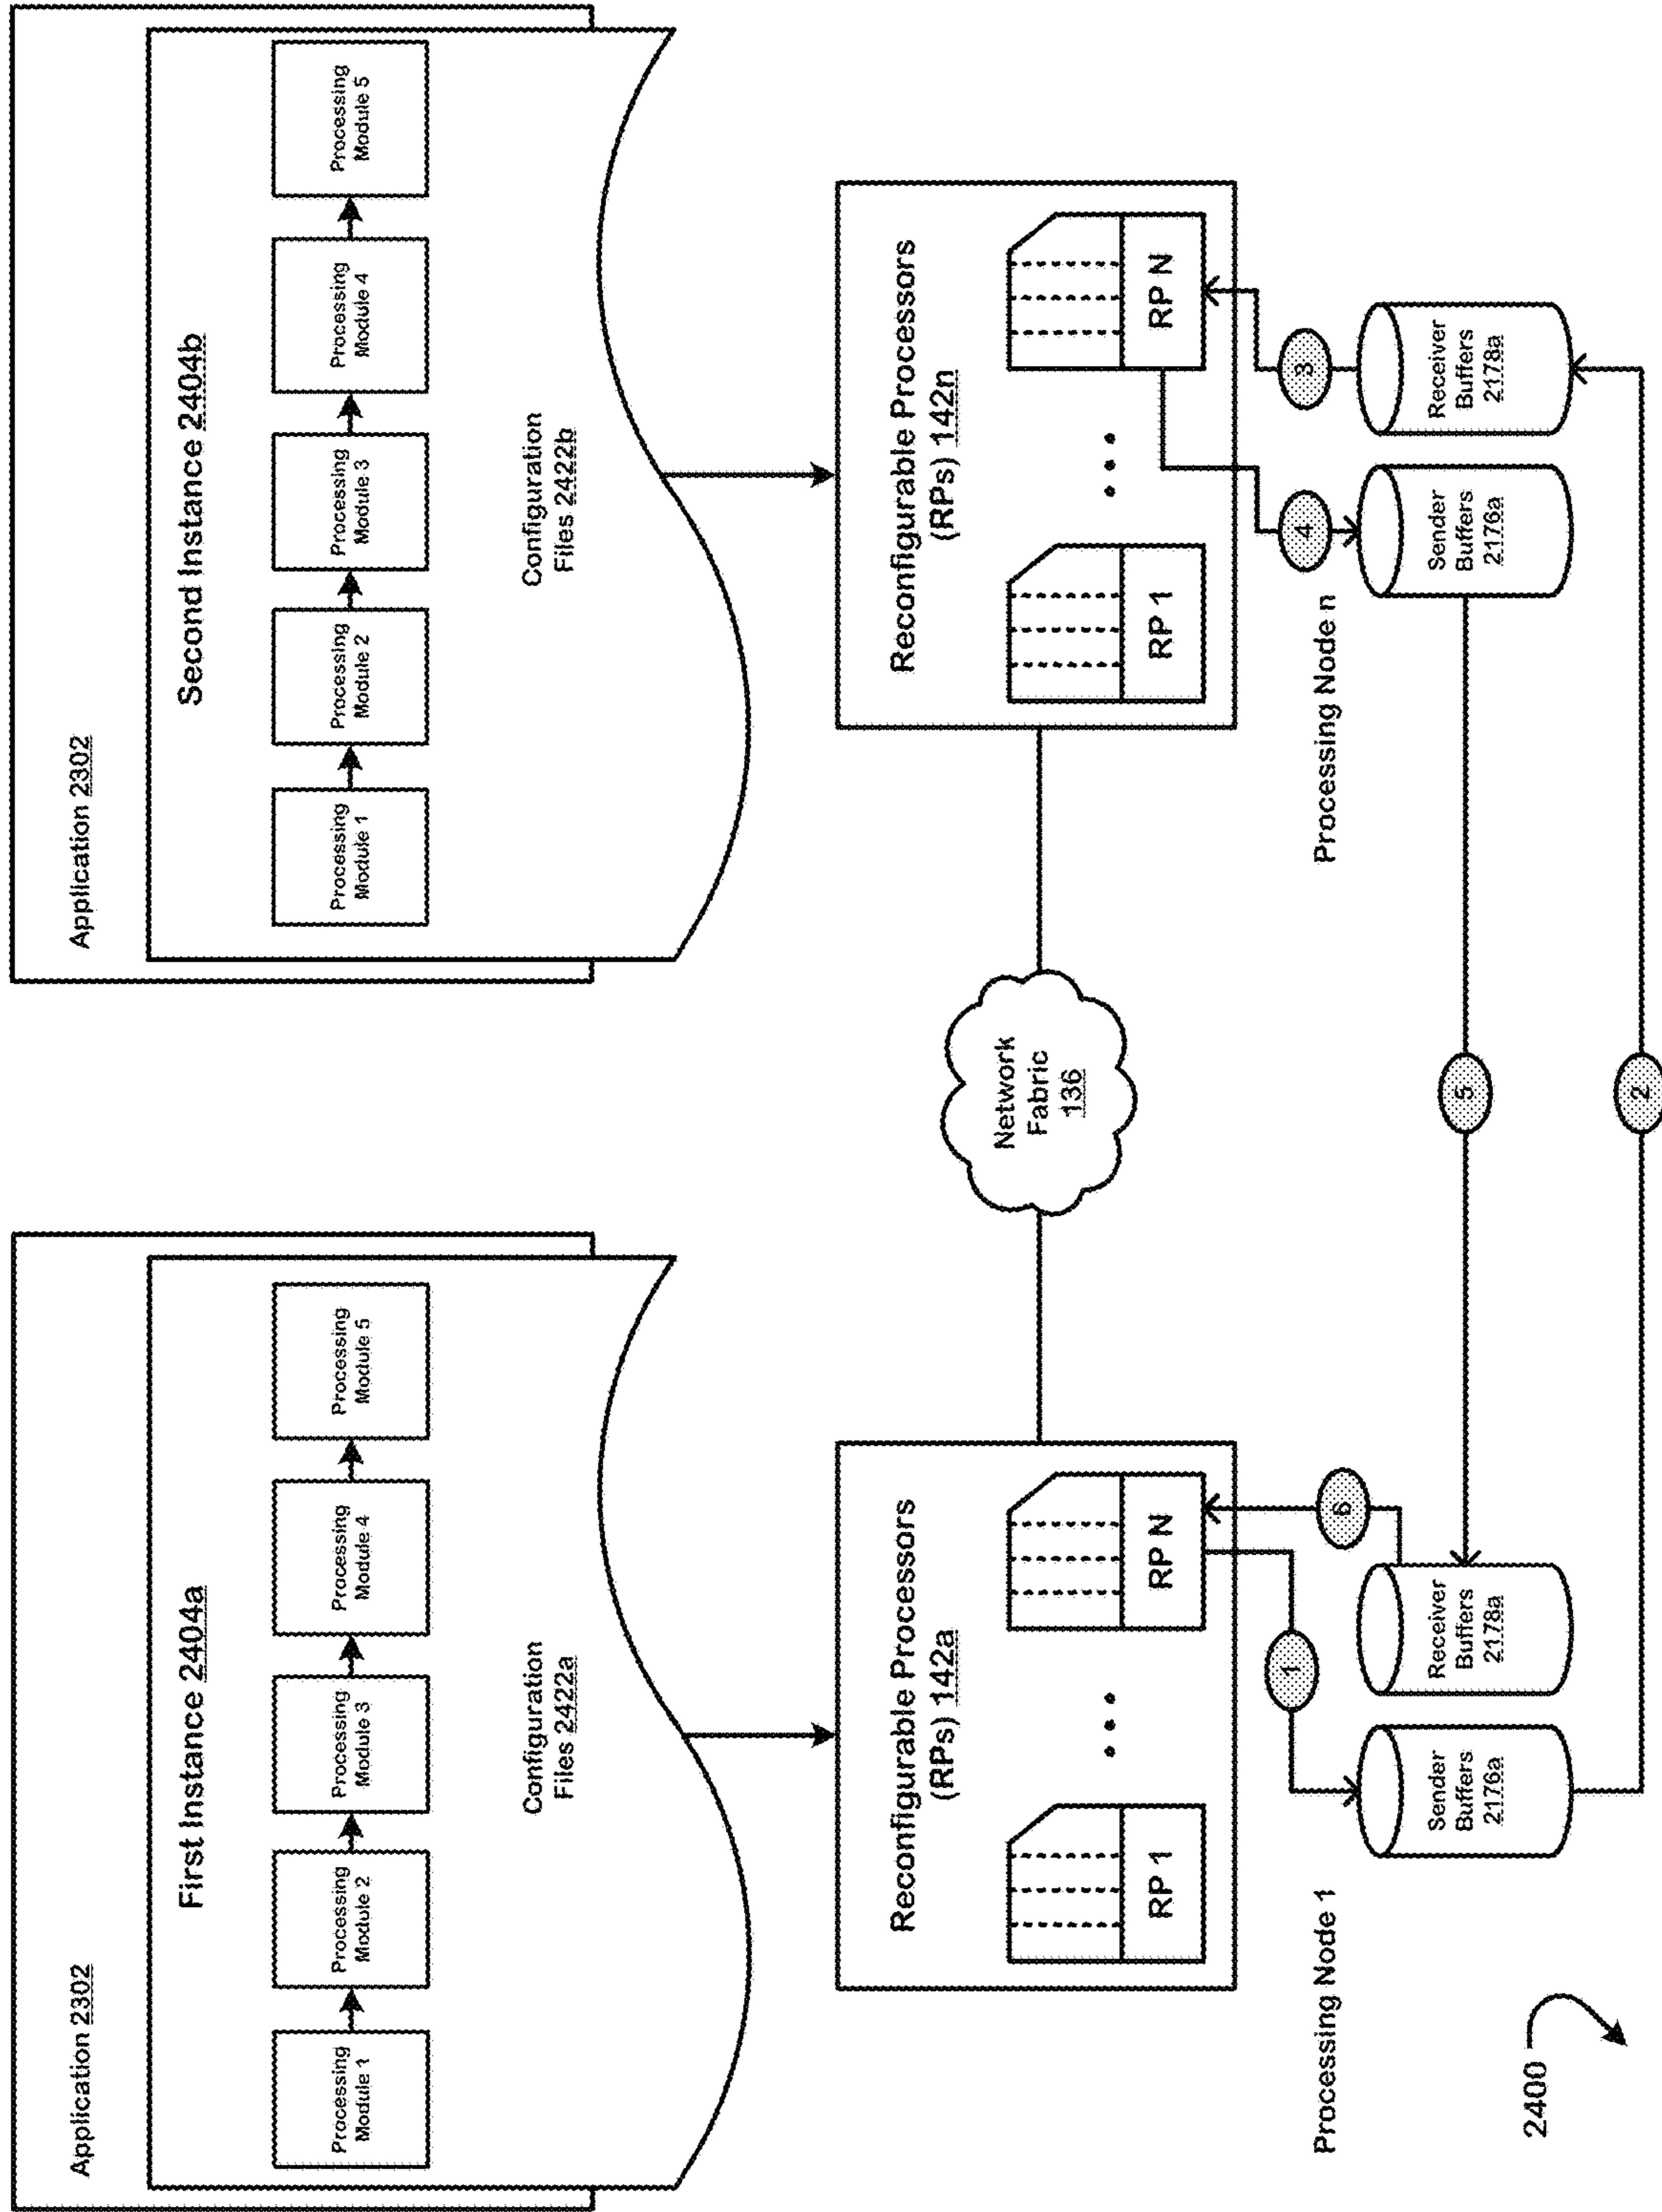 Application 2302
First Instance 2404a
Processing
Module 1
Processing
Module 2
Processing
Module 3
Processing
Module 4
Processing
Module 5
Configuration
Files 2422a
Application 2302
Second Instance 2404b
Processing
Module 1
Processing
Module 2
Processing
Module 3
Processing
Module 4
Processing
Module 5
Configuration
Files 2422b
Reconfigurable Processors
(RPs) 142a
RP 1
RP N
Network
Fabric
136
Reconfigurable Processors
(RPs) 142n
RP 1
RP N
Processing Node 1
1
6
Sender
Buffers
2176a
Receiver
Buffers
2178a
Processing Node n
4
3
Sender
Buffers
2176a
Receiver
Buffers
2178a
5
2
2400